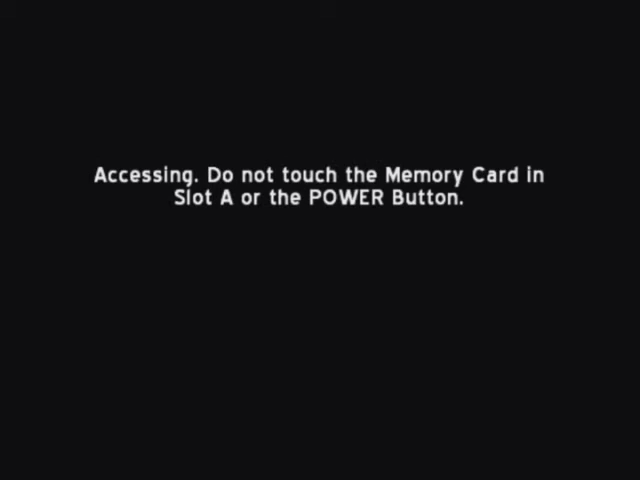 Accessing. Do not touch the Memory Card in
Slot A or the POWER Button.